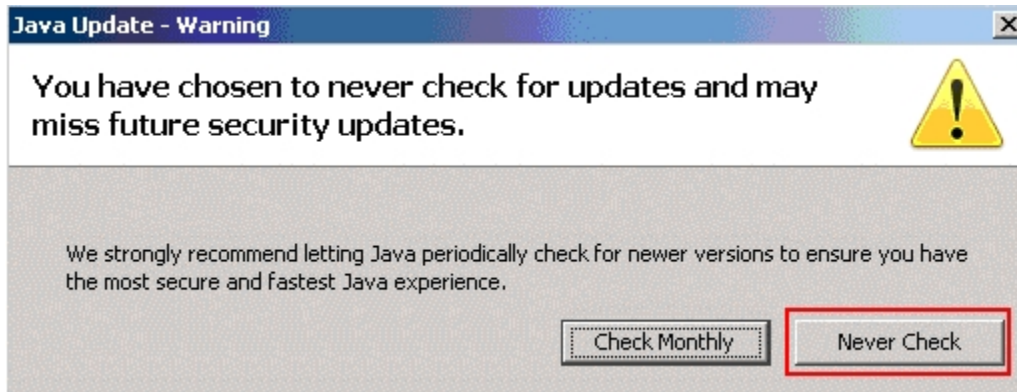 Java Update - Warning
You have chosen to never check for updates and may
miss future security updates.
We strongly recommend letting Java periodically check for newer versions to ensure you have
the most secure and fastest Java experience.
Check Monthly
Never Check